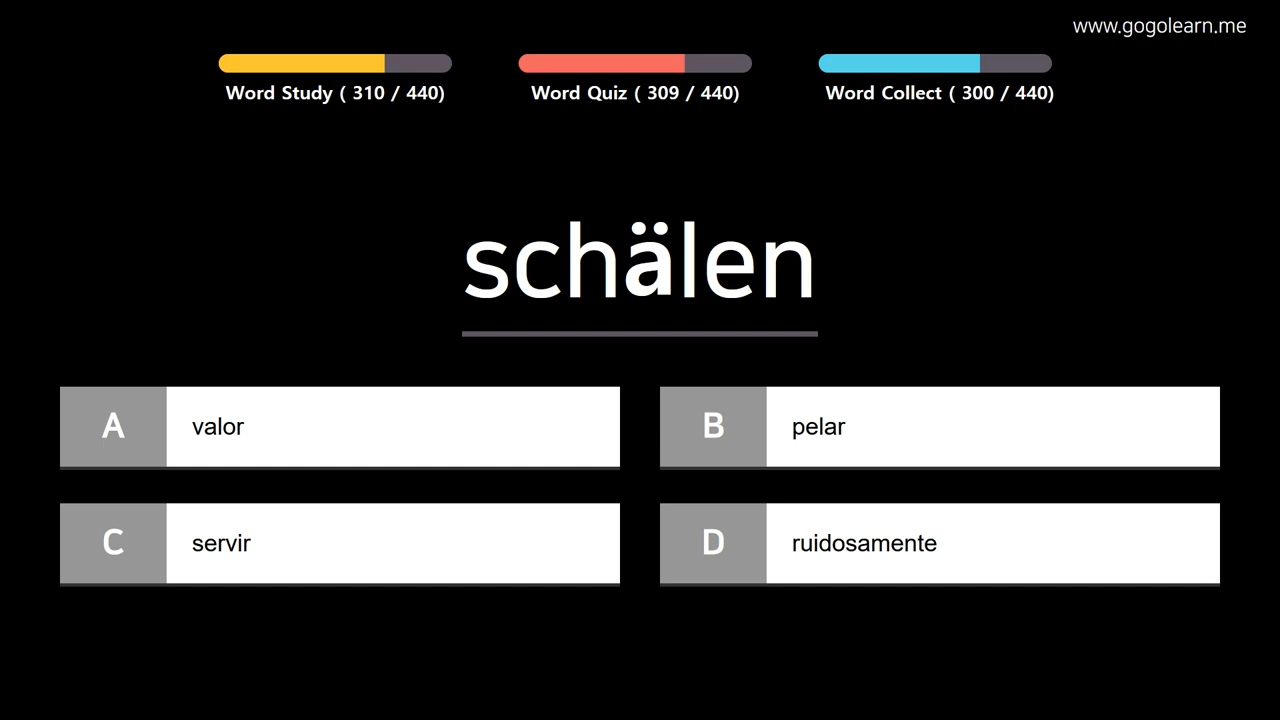 www.gogolearn.me
Word Study ( 310 / 440)
Word Quiz ( 309 / 440)
Word Collect ( 300 / 440)
schälen
A valor
B pelar
C servir
D ruidosamente